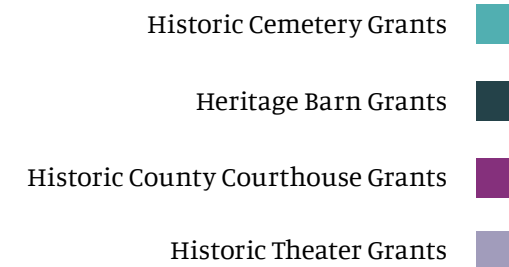 Historic Cemetery Grants
Heritage Barn Grants
Historic County Courthouse Grants
Historic Theater Grants